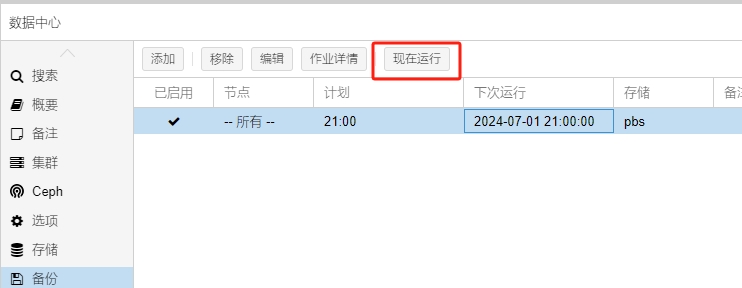 数据中心
添加 移除 编辑 作业详情 现在运行
搜索
概要
备注
集群
Ceph
选项
存储
备份
已启用 节点 计划 下次运行 存储 备注
-- 所有 -- 21:00 2024-07-01 21:00:00 pbs